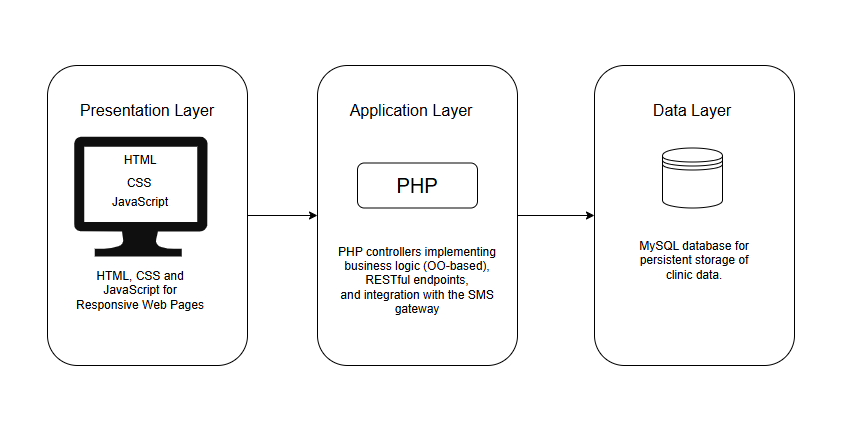 Presentation Layer
HTML
CSS
JavaScript
HTML, CSS and
JavaScript for
Responsive Web Pages
Application Layer
PHP
PHP controllers implementing
business logic (OO-based),
RESTful endpoints,
and integration with the SMS
gateway
Data Layer
MySQL database for
persistent storage of
clinic data.